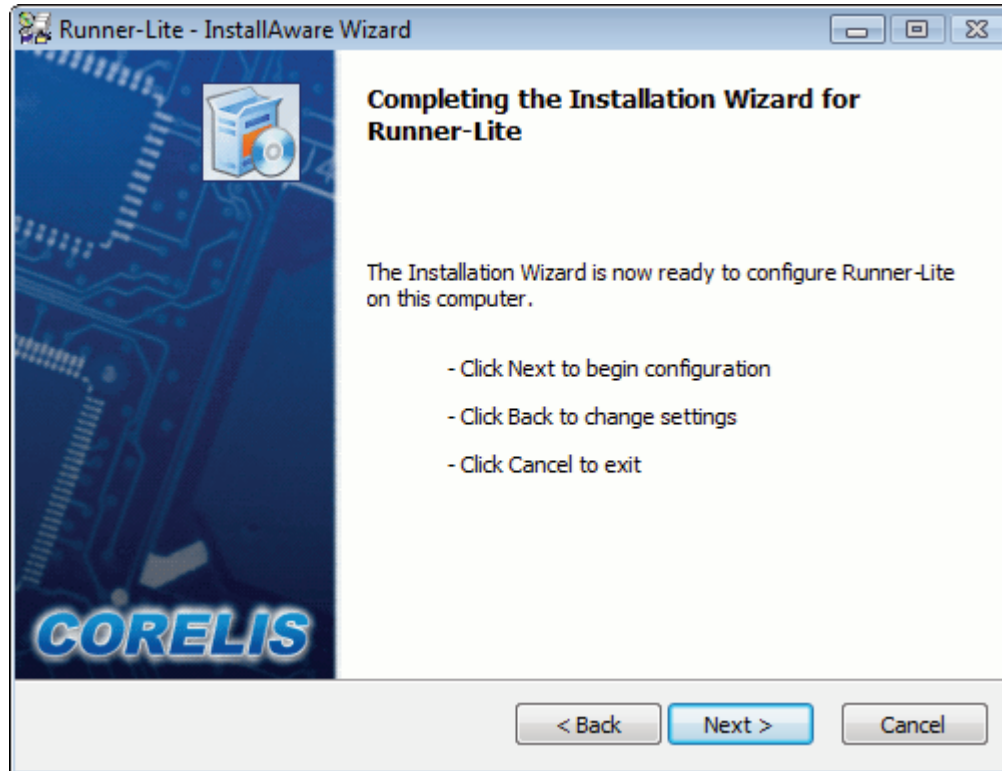 Runner-Lite - InstallAware Wizard
Completing the Installation Wizard for
Runner-Lite
The Installation Wizard is now ready to configure Runner-Lite
on this computer.
- Click Next to begin configuration
- Click Back to change settings
- Click Cancel to exit
CORELIS
< Back
Next >
Cancel